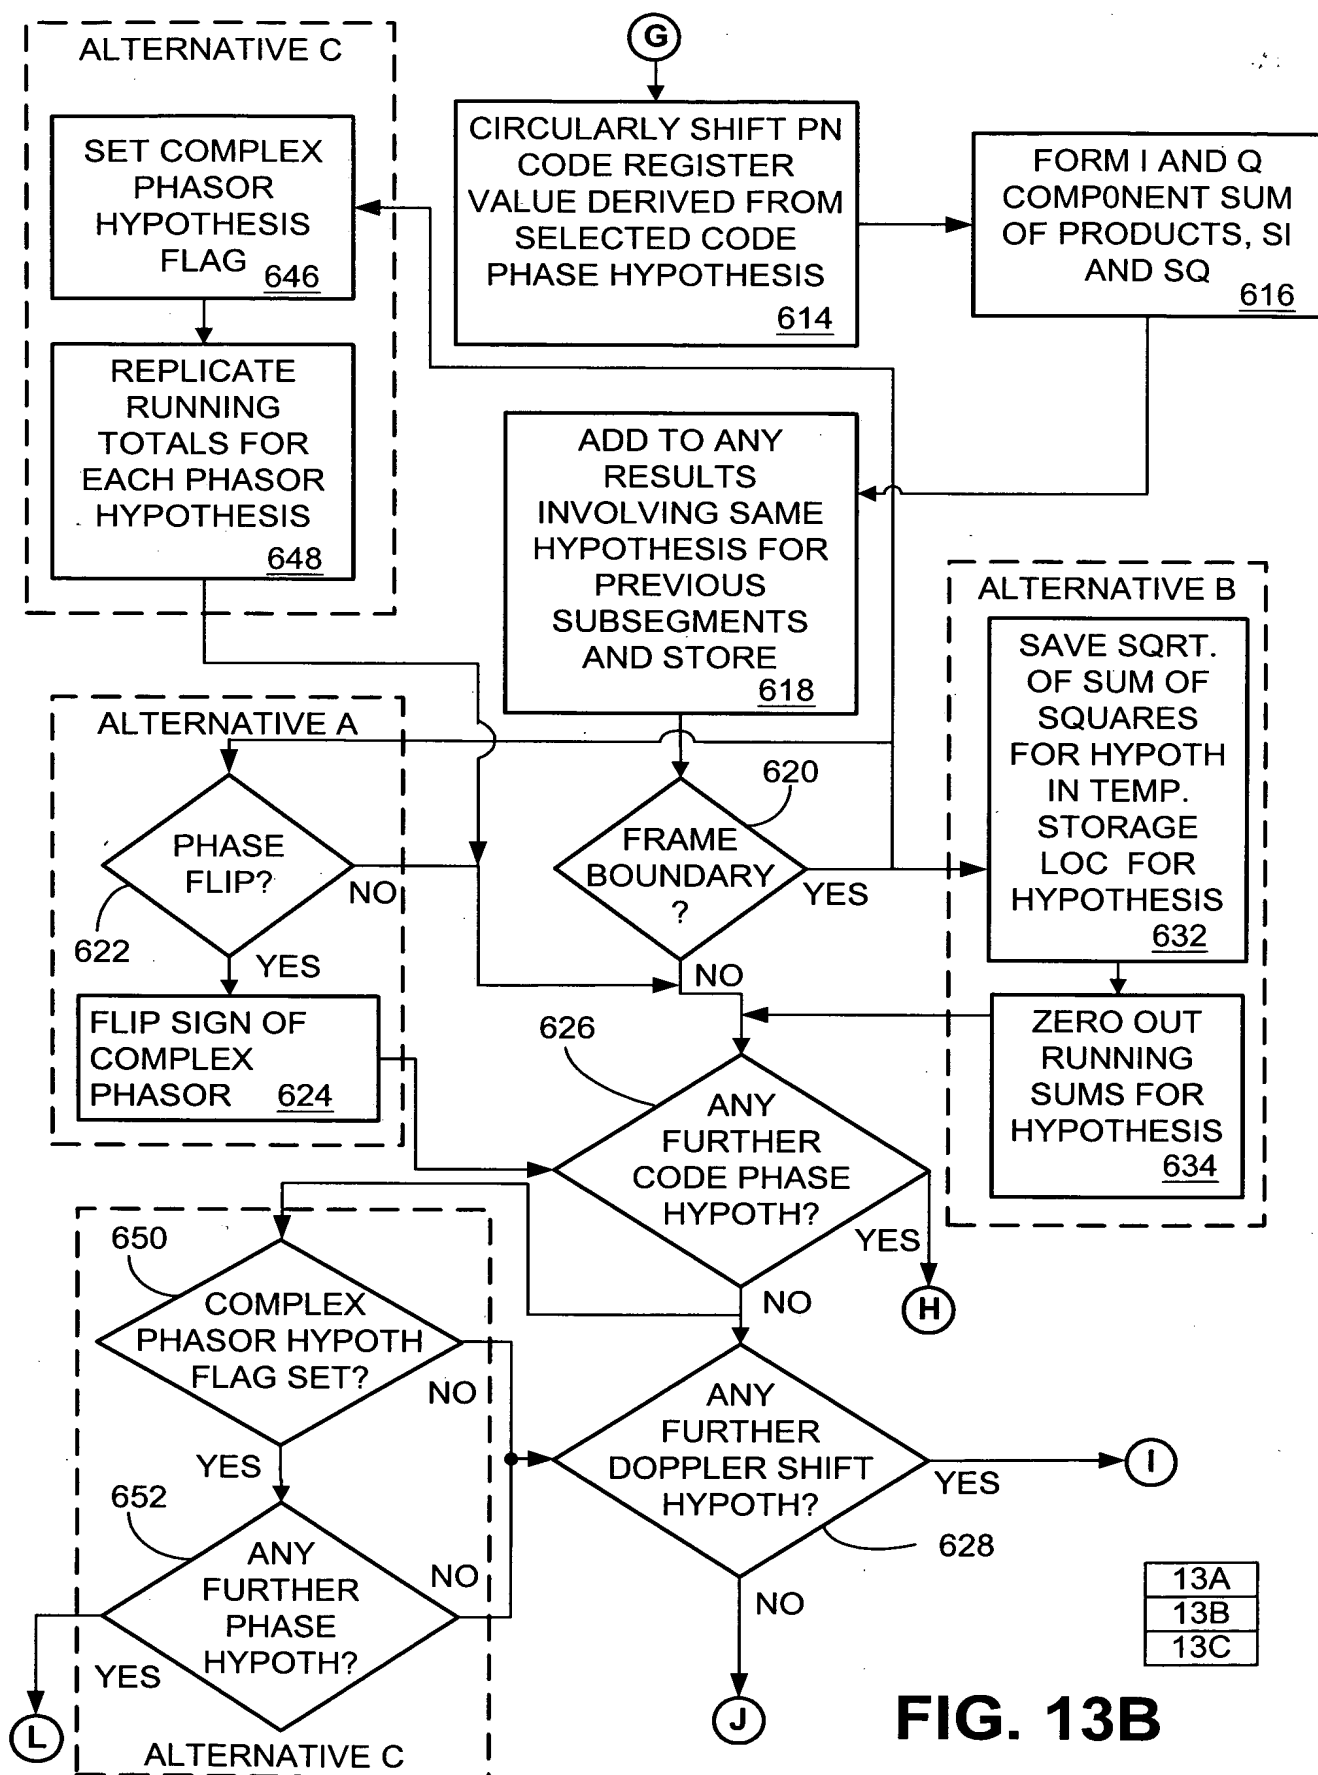 ALTERNATIVE C
SET COMPLEX
PHASOR
HYPOTHESIS
FLAG 646
REPLICATE
RUNNING
TOTALS FOR
EACH PHASOR
HYPOTHESIS
648
G
CIRCULARLY SHIFT PN
CODE REGISTER
VALUE DERIVED FROM
SELECTED CODE
PHASE HYPOTHESIS
614
FORM I AND Q
COMP0NENT SUM
OF PRODUCTS, SI
AND SQ
616
ADD TO ANY
RESULTS
INVOLVING SAME
HYPOTHESIS FOR
PREVIOUS
SUBSEGMENTS
AND STORE
618
ALTERNATIVE B
SAVE SQRT.
OF SUM OF
SQUARES
FOR HYPOTH
IN TEMP.
STORAGE
LOC FOR
HYPOTHESIS
632
ZERO OUT
RUNNING
SUMS FOR
HYPOTHESIS
634
ALTERNATIVE A
PHASE
FLIP?
NO
622
YES
FLIP SIGN OF
COMPLEX
PHASOR 624
620
FRAME
BOUNDARY
?
YES
NO
626
ANY
FURTHER
CODE PHASE
HYPOTH?
YES
H
NO
650
COMPLEX
PHASOR HYPOTH
FLAG SET?
NO
YES
652
ANY
FURTHER
PHASE
HYPOTH?
NO
YES
L
ALTERNATIVE C
ANY
FURTHER
DOPPLER SHIFT
HYPOTH?
YES
I
628
NO
J
13A
13B
13C
FIG. 13B